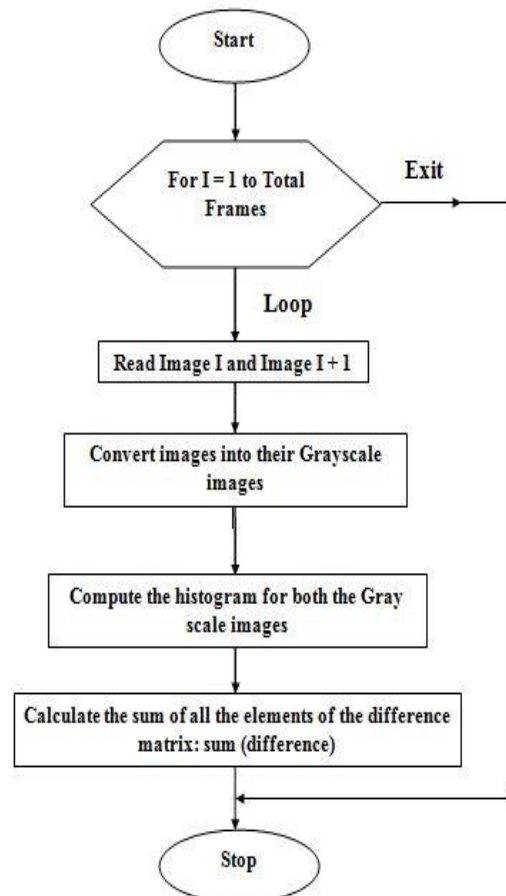 Start
For I = 1 to Total
Frames
Exit
Loop
Read Image I and Image I + 1
Convert images into their Grayscale
images
Compute the histogram for both the Gray
scale images
Calculate the sum of all the elements of the difference
matrix: sum (difference)
Stop